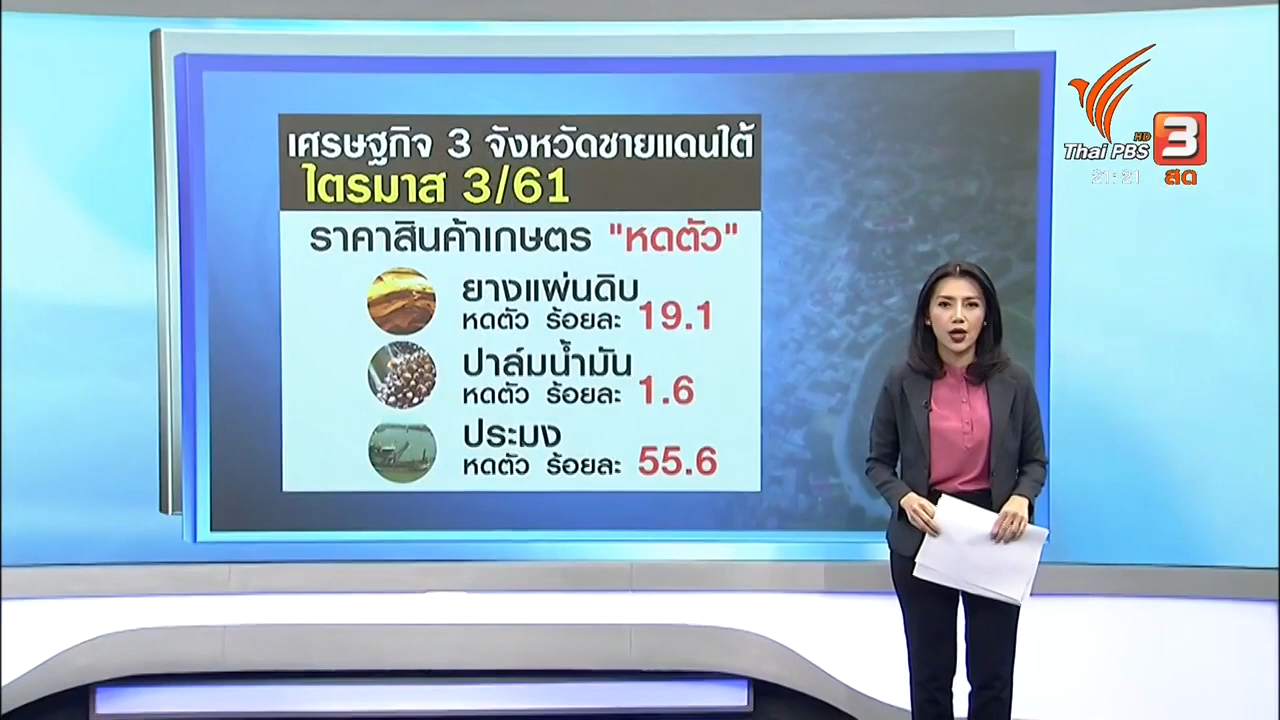 เศรษฐกิจ 3 จังหวัดชายแดนใต้
ไตรมาส 3/61
ราคาสินค้าเกษตร "หดตัว"
ยางแผ่นดิบ
หดตัว ร้อยละ 19.1
ปาล์มน้ำมัน
หดตัว ร้อยละ 1.6
ประมง
หดตัว ร้อยละ 55.6
HD
Thai PBS 3
21:21 สด